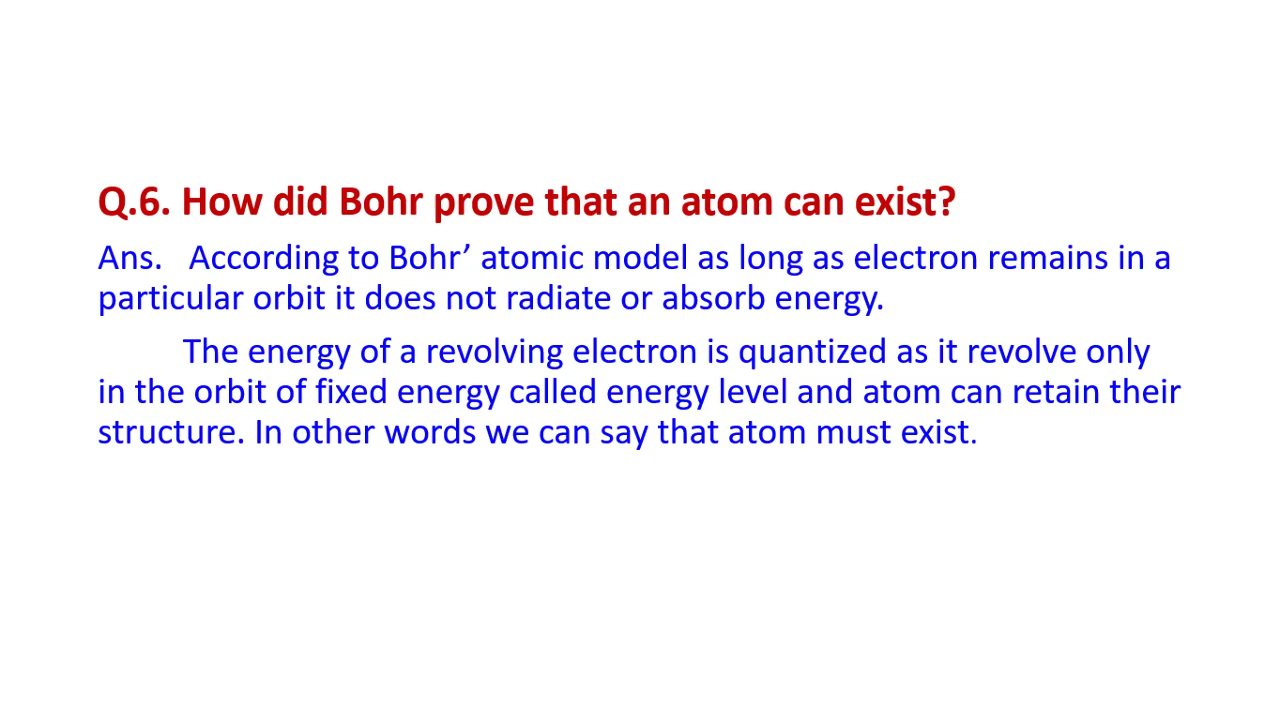 Q.6. How did Bohr prove that an atom can exist?
Ans.   According to Bohr’ atomic model as long as electron remains in a
particular orbit it does not radiate or absorb energy.
The energy of a revolving electron is quantized as it revolve only
in the orbit of fixed energy called energy level and atom can retain their
structure. In other words we can say that atom must exist.